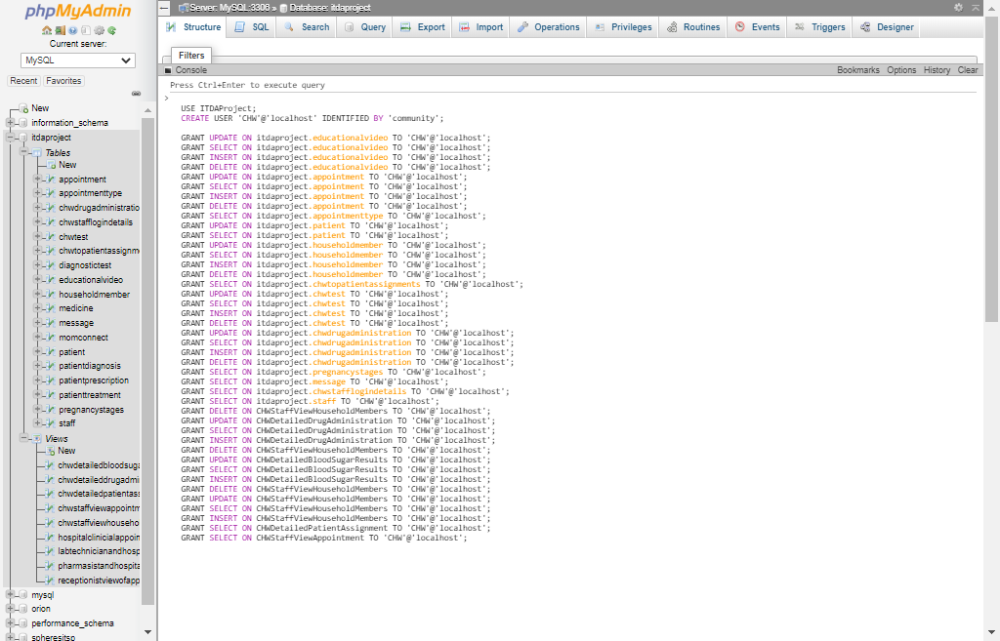 phpMyAdmin
Current server:
MySQL
Recent Favorites
New
information_schema
itdaproject
Tables
New
appointment
appointmenttype
chwdrugadministratio
chwstafflogindetails
chwtest
chwtopatientassignm
diagnostictest
educationalvideo
householdmember
medicine
message
momconnect
patient
patientdiagnosis
patientprescription
patienttreatment
pregnancystages
staff
Views
New
chwdetailedbloodsuga
chwdetaileddrugadmi
chwdetailedpatientass
chwstaffviewappointm
chwstaffviewhouseho
hospitalclinicialappoin
labtechnicianandhosp
pharmasistandhospita
receptionistviewofapp
mysql
orion
performance_schema
spheresitsp
Server: MySQL:3308 » Database: itdaproject
Structure SQL Search Query Export Import Operations Privileges Routines Events Triggers Designer
Filters
Console Bookmarks Options History Clear
Press Ctrl+Enter to execute query
>
USE ITDAProject;
CREATE USER 'CHW'@'localhost' IDENTIFIED BY 'community';
GRANT UPDATE ON itdaproject.educationalvideo TO 'CHW'@'localhost';
GRANT SELECT ON itdaproject.educationalvideo TO 'CHW'@'localhost';
GRANT INSERT ON itdaproject.educationalvideo TO 'CHW'@'localhost';
GRANT DELETE ON itdaproject.educationalvideo TO 'CHW'@'localhost';
GRANT UPDATE ON itdaproject.appointment TO 'CHW'@'localhost';
GRANT SELECT ON itdaproject.appointment TO 'CHW'@'localhost';
GRANT INSERT ON itdaproject.appointment TO 'CHW'@'localhost';
GRANT DELETE ON itdaproject.appointment TO 'CHW'@'localhost';
GRANT SELECT ON itdaproject.appointmenttype TO 'CHW'@'localhost';
GRANT UPDATE ON itdaproject.patient TO 'CHW'@'localhost';
GRANT SELECT ON itdaproject.patient TO 'CHW'@'localhost';
GRANT UPDATE ON itdaproject.householdmember TO 'CHW'@'localhost';
GRANT SELECT ON itdaproject.householdmember TO 'CHW'@'localhost';
GRANT INSERT ON itdaproject.householdmember TO 'CHW'@'localhost';
GRANT DELETE ON itdaproject.householdmember TO 'CHW'@'localhost';
GRANT SELECT ON itdaproject.chwtopatientassignments TO 'CHW'@'localhost';
GRANT UPDATE ON itdaproject.chwtest TO 'CHW'@'localhost';
GRANT SELECT ON itdaproject.chwtest TO 'CHW'@'localhost';
GRANT INSERT ON itdaproject.chwtest TO 'CHW'@'localhost';
GRANT DELETE ON itdaproject.chwtest TO 'CHW'@'localhost';
GRANT UPDATE ON itdaproject.chwdrugadministration TO 'CHW'@'localhost';
GRANT SELECT ON itdaproject.chwdrugadministration TO 'CHW'@'localhost';
GRANT INSERT ON itdaproject.chwdrugadministration TO 'CHW'@'localhost';
GRANT DELETE ON itdaproject.chwdrugadministration TO 'CHW'@'localhost';
GRANT SELECT ON itdaproject.pregnancystages TO 'CHW'@'localhost';
GRANT SELECT ON itdaproject.message TO 'CHW'@'localhost';
GRANT SELECT ON itdaproject.chwstafflogindetails TO 'CHW'@'localhost';
GRANT SELECT ON itdaproject.staff TO 'CHW'@'localhost';
GRANT DELETE ON CHWStaffViewHouseholdMembers TO 'CHW'@'localhost';
GRANT UPDATE ON CHWDetailedDrugAdministration TO 'CHW'@'localhost';
GRANT SELECT ON CHWDetailedDrugAdministration TO 'CHW'@'localhost';
GRANT INSERT ON CHWDetailedDrugAdministration TO 'CHW'@'localhost';
GRANT DELETE ON CHWStaffViewHouseholdMembers TO 'CHW'@'localhost';
GRANT UPDATE ON CHWDetailedBloodSugarResults TO 'CHW'@'localhost';
GRANT SELECT ON CHWDetailedBloodSugarResults TO 'CHW'@'localhost';
GRANT INSERT ON CHWDetailedBloodSugarResults TO 'CHW'@'localhost';
GRANT DELETE ON CHWStaffViewHouseholdMembers TO 'CHW'@'localhost';
GRANT UPDATE ON CHWStaffViewHouseholdMembers TO 'CHW'@'localhost';
GRANT SELECT ON CHWStaffViewHouseholdMembers TO 'CHW'@'localhost';
GRANT INSERT ON CHWStaffViewHouseholdMembers TO 'CHW'@'localhost';
GRANT SELECT ON CHWDetailedPatientAssignment TO 'CHW'@'localhost';
GRANT SELECT ON CHWStaffViewAppointment TO 'CHW'@'localhost';